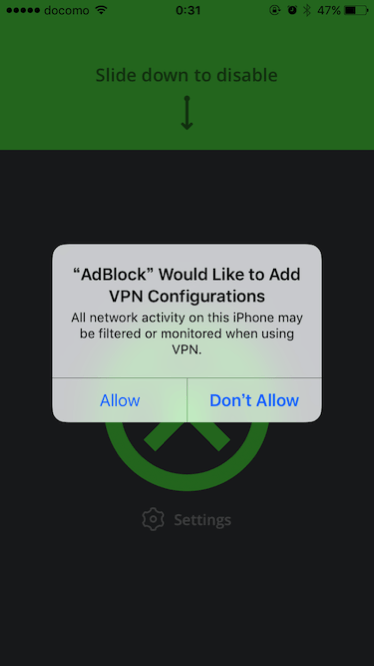 docomo 0:31 47%
Slide down to disable
“AdBlock” Would Like to Add
VPN Configurations
All network activity on this iPhone may
be filtered or monitored when using
VPN.
Allow Don’t Allow
Settings